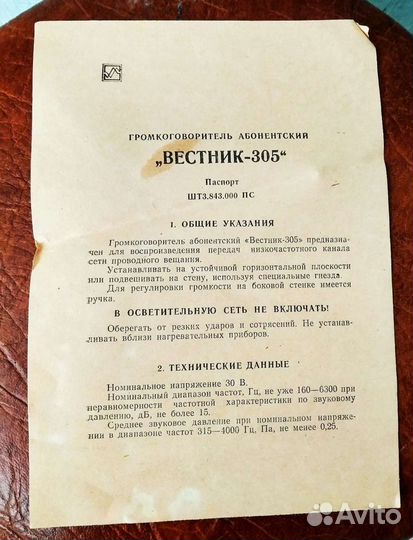 ГРОМКОГОВОРИТЕЛЬ АБОНЕНТСКИЙ
„ВЕСТНИК-305“
Паспорт
ШТ3.843.000 ПС
1. ОБЩИЕ УКАЗАНИЯ
Громкоговоритель абонентский «Вестник-305» предназна-
чен для воспроизведения передач низкочастотного канала
сети проводного вещания.
Устанавливать на устойчивой горизонтальной плоскости
или подвешивать на стену, используя специальные гнезда.
Для регулировки громкости на боковой стенке имеется
ручка.
В ОСВЕТИТЕЛЬНУЮ СЕТЬ НЕ ВКЛЮЧАТЬ!
Оберегать от резких ударов и сотрясений. Не устанав-
ливать вблизи нагревательных приборов.
2. ТЕХНИЧЕСКИЕ ДАННЫЕ
Номинальное напряжение 30 В.
Номинальный диапазон частот, Гц, не уже 160—6300 при
неравномерности частотной характеристики по звуковому
давлению, дБ, не более 15.
Среднее звуковое давление при номинальном напряже-
нии в диапазоне частот 315—4000 Гц, Па, не менее 0,25.
Avito